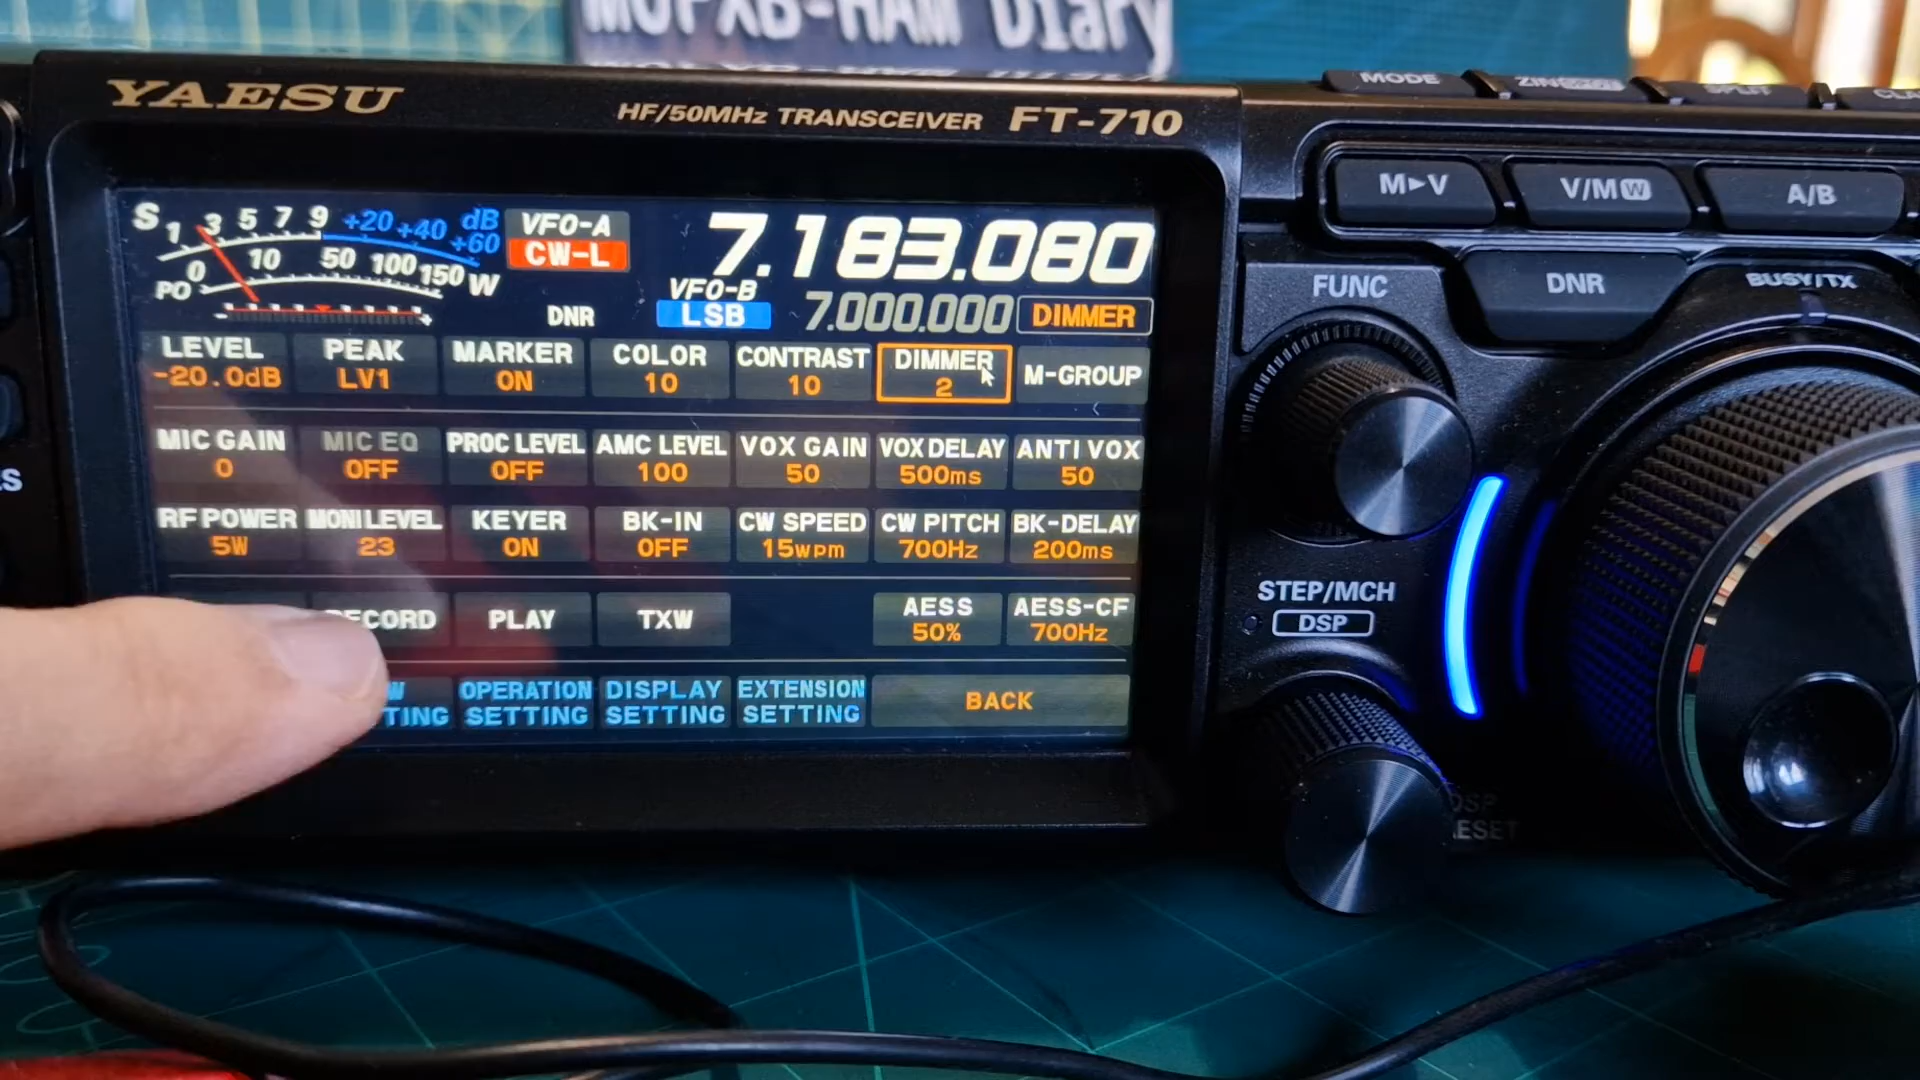 M0PXB-HAM Diary
YAESU
HF/50MHz TRANSCEIVER FT-710
MODE
SPLIT
M►V
V/M W
A/B
S 1 3 5 7 9 +20 +40 +60 dB
PO 0 10 50 100 150 W
- +
VFO-A
CW-L
7.183.080
VFO-B
LSB
7.000.000
DNR
DIMMER
FUNC
DNR
BUSY/TX
LEVEL
-20.0dB
PEAK
LV1
MARKER
ON
COLOR
10
CONTRAST
10
DIMMER
2
M-GROUP
MIC GAIN
0
MIC EQ
OFF
PROC LEVEL
OFF
AMC LEVEL
100
VOX GAIN
50
VOX DELAY
500ms
ANTI VOX
50
RF POWER
5W
MONI LEVEL
23
KEYER
ON
BK-IN
OFF
CW SPEED
15wpm
CW PITCH
700Hz
BK-DELAY
200ms
PLAY
TXW
AESS
50%
AESS-CF
700Hz
OPERATION
SETTING
DISPLAY
SETTING
EXTENSION
SETTING
BACK
STEP/MCH
DSP